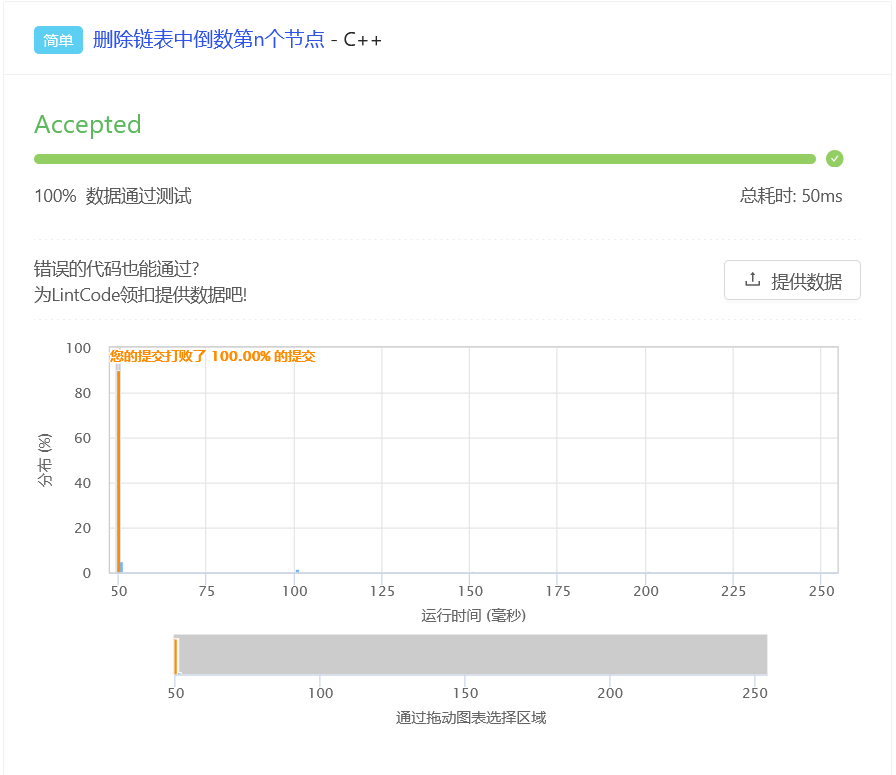 简单 删除链表中倒数第n个节点 - C++
Accepted
100% 数据通过测试 总耗时: 50ms
错误的代码也能通过?
为LintCode领扣提供数据吧!
提供数据
您的提交打败了 100.00% 的提交
100
80
60
40
20
0
分布 (%)
50 75 100 125 150 175 200 225 250
运行时间 (毫秒)
50 100 150 200 250
通过拖动图表选择区域